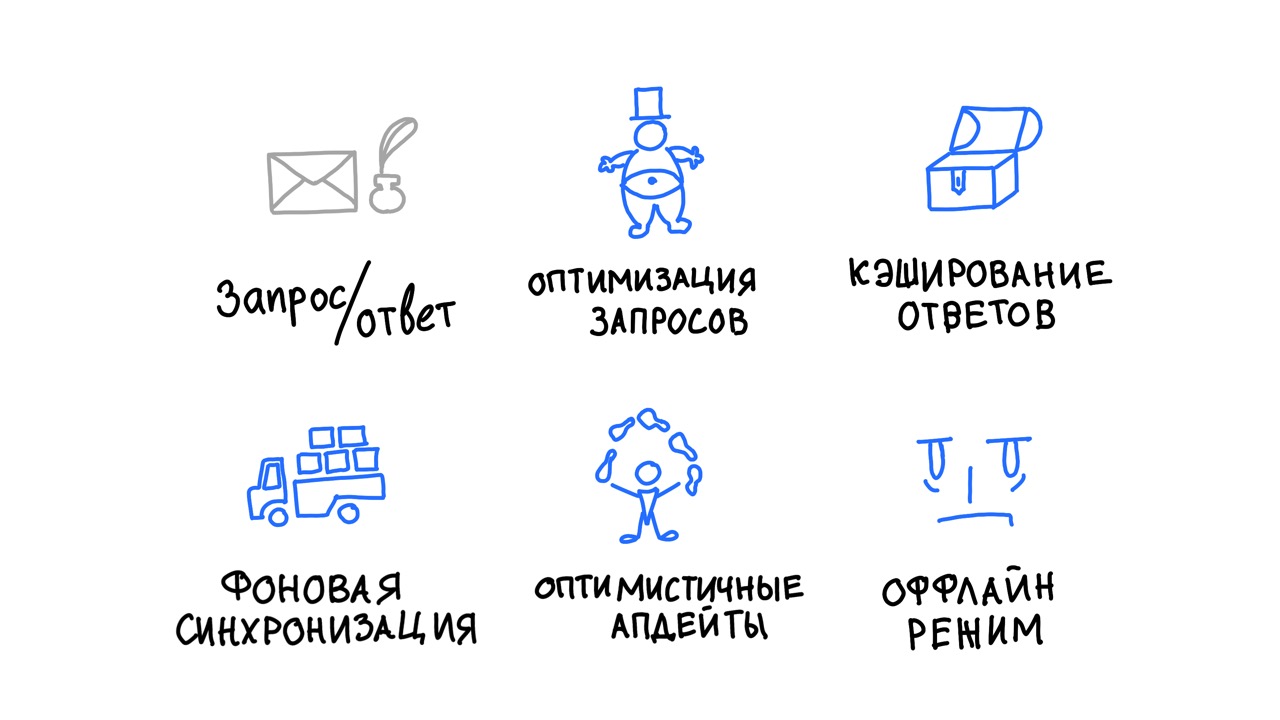 Запрос/ответ
ОПТИМИЗАЦИЯ
ЗАПРОСОВ
КЭШИРОВАНИЕ
ОТВЕТОВ
ФОНОВАЯ
СИНХРОНИЗАЦИЯ
ОПТИМИСТИЧНЫЕ
АПДЕЙТЫ
ОФФЛАЙН
РЕЖИМ